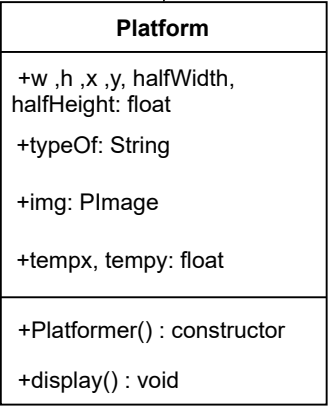 Platform
+w ,h ,x ,y, halfWidth,
halfHeight: float
+typeOf: String
+img: PImage
+tempx, tempy: float
+Platformer() : constructor
+display() : void